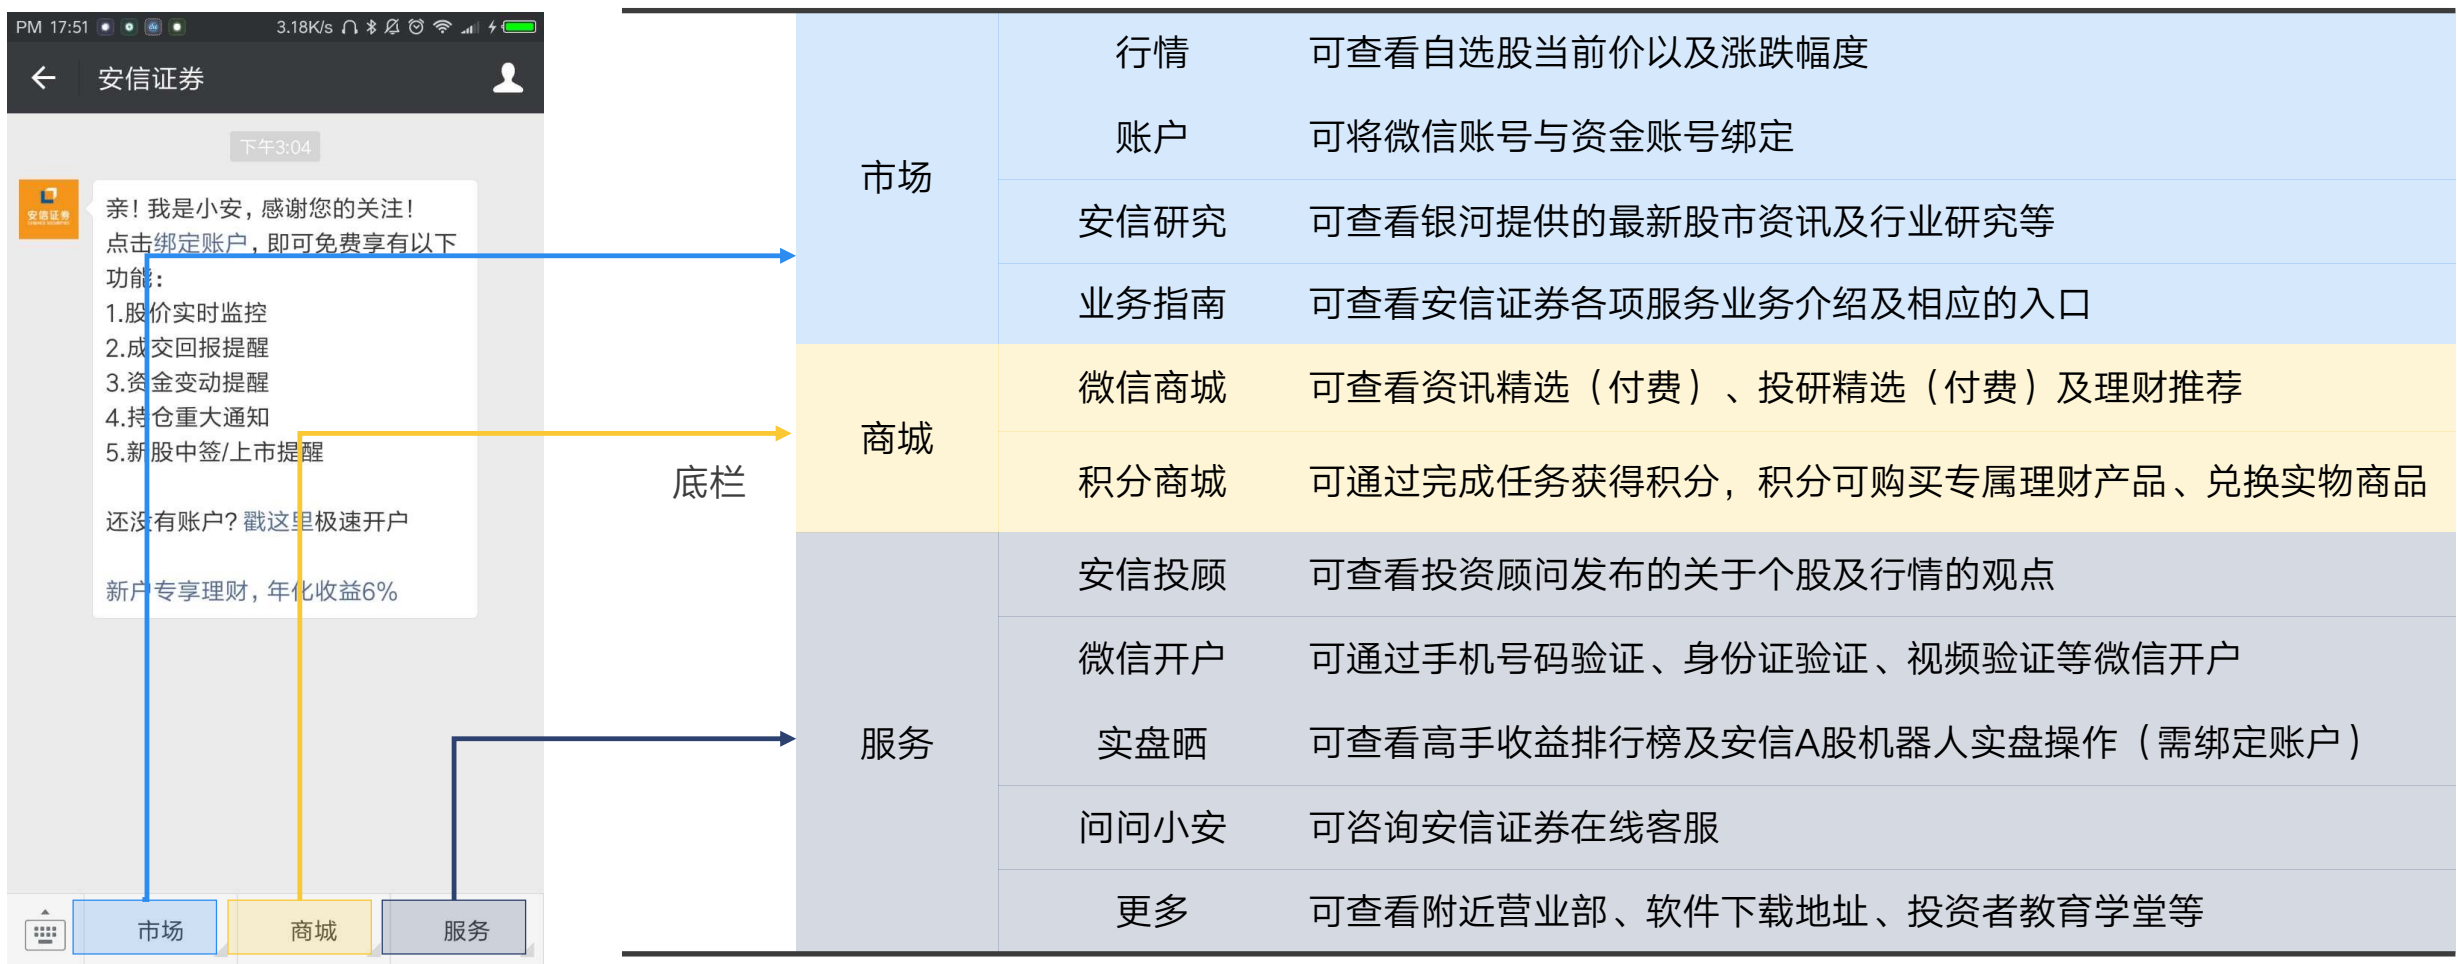 PM 17:51
3.18K/s
安信证券
下午3:04
安信证券
亲！我是小安，感谢您的关注！
点击绑定账户，即可免费享有以下
功能：
1.股价实时监控
2.成交回报提醒
3.资金变动提醒
4.持仓重大通知
5.新股中签/上市提醒
还没有账户？戳这里极速开户
新户专享理财，年化收益6%
市场
商城
服务
底栏
市场
行情 可查看自选股当前价以及涨跌幅度
账户 可将微信账号与资金账号绑定
安信研究 可查看银河提供的最新股市资讯及行业研究等
业务指南 可查看安信证券各项服务业务介绍及相应的入口
商城
微信商城 可查看资讯精选（付费）、投研精选（付费）及理财推荐
积分商城 可通过完成任务获得积分，积分可购买专属理财产品、兑换实物商品
服务
安信投顾 可查看投资顾问发布的关于个股及行情的观点
微信开户 可通过手机号码验证、身份证验证、视频验证等微信开户
实盘晒 可查看高手收益排行榜及安信A股机器人实盘操作（需绑定账户）
问问小安 可咨询安信证券在线客服
更多 可查看附近营业部、软件下载地址、投资者教育学堂等